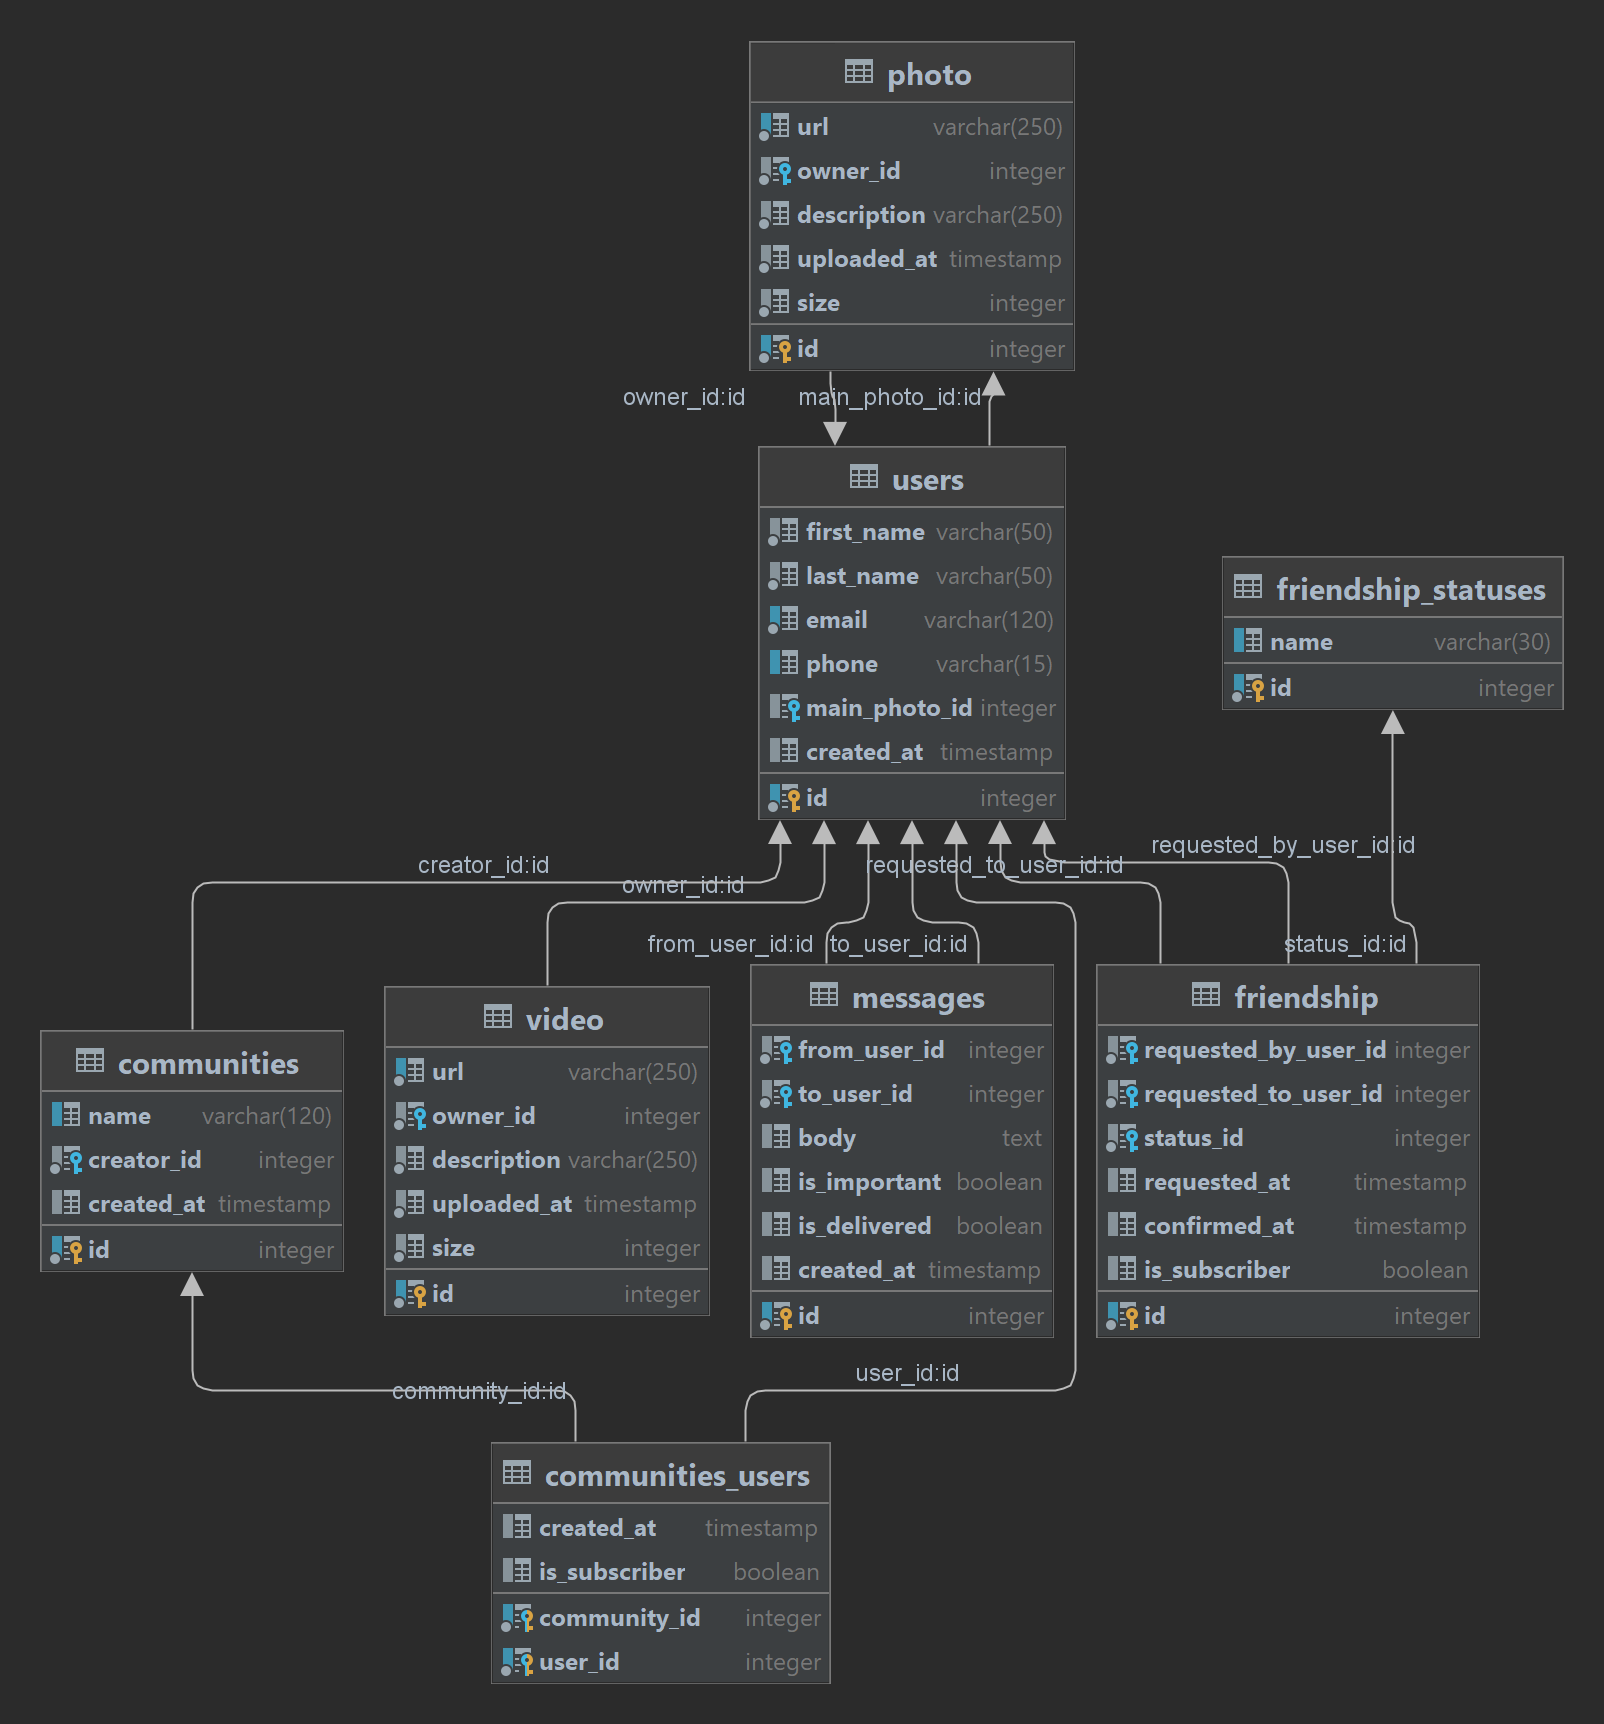 photo
url varchar(250)
owner_id integer
description varchar(250)
uploaded_at timestamp
size integer
id integer
owner_id:id
main_photo_id:id
users
first_name varchar(50)
last_name varchar(50)
email varchar(120)
phone varchar(15)
main_photo_id integer
created_at timestamp
id integer
friendship_statuses
name varchar(30)
id integer
creator_id:id
owner_id:id
requested_to_user_id:id
requested_by_user_id:id
from_user_id:id
to_user_id:id
status_id:id
communities
name varchar(120)
creator_id integer
created_at timestamp
id integer
video
url varchar(250)
owner_id integer
description varchar(250)
uploaded_at timestamp
size integer
id integer
messages
from_user_id integer
to_user_id integer
body text
is_important boolean
is_delivered boolean
created_at timestamp
id integer
friendship
requested_by_user_id integer
requested_to_user_id integer
status_id integer
requested_at timestamp
confirmed_at timestamp
is_subscriber boolean
id integer
community_id:id
user_id:id
communities_users
created_at timestamp
is_subscriber boolean
community_id integer
user_id integer